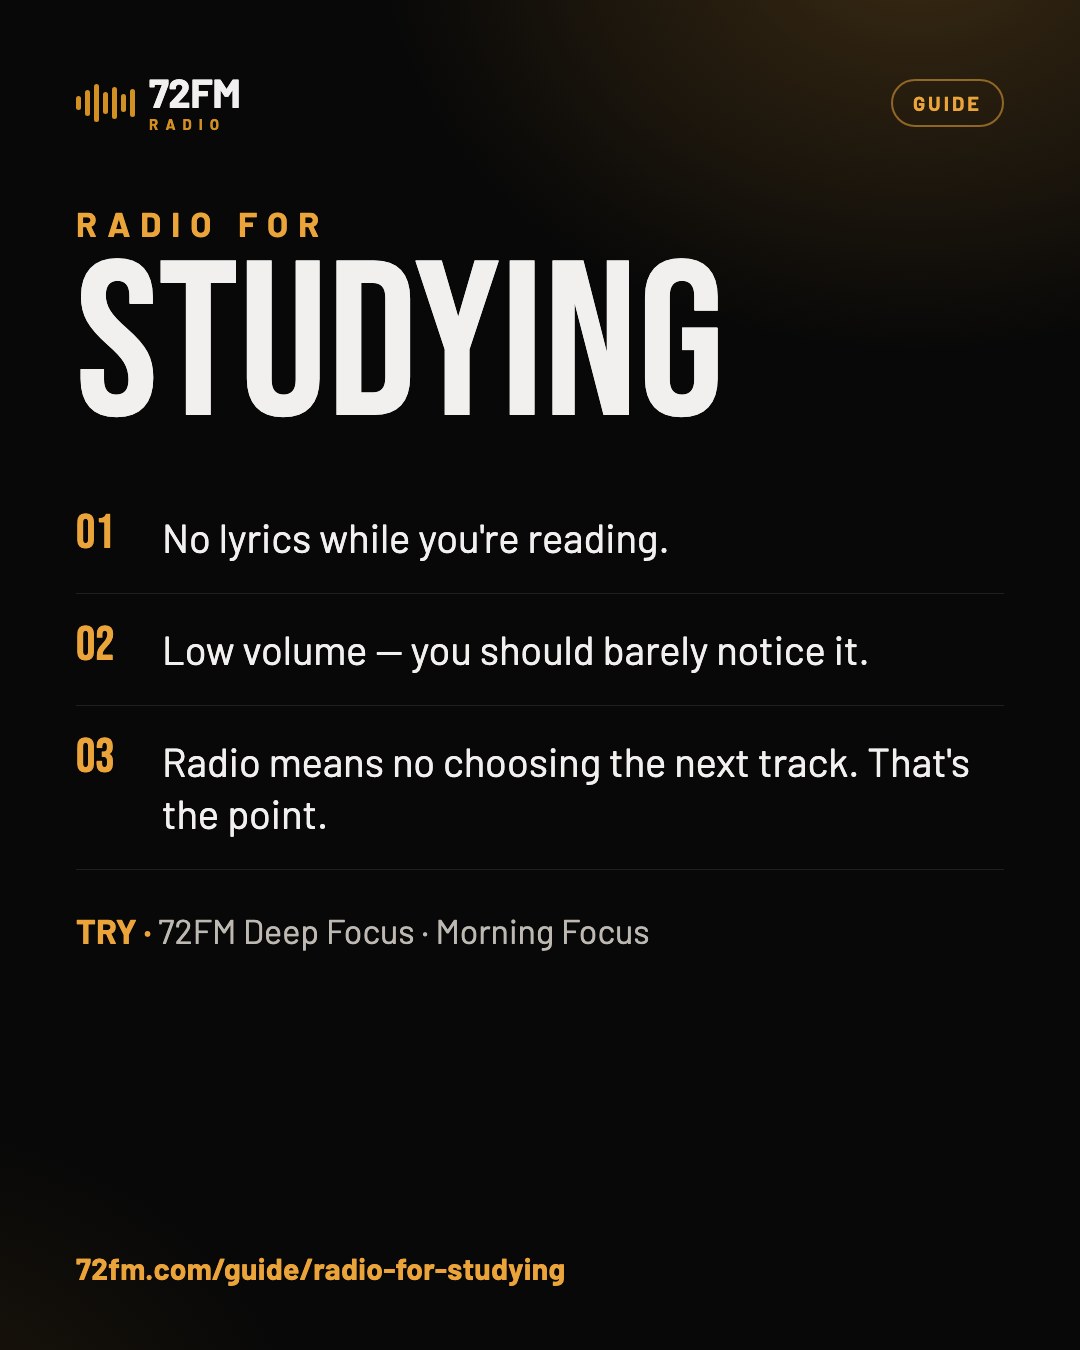 72FM
RADIO
GUIDE
RADIO FOR
STUDYING
01 No lyrics while you're reading.
02 Low volume — you should barely notice it.
03 Radio means no choosing the next track. That's
the point.
TRY · 72FM Deep Focus · Morning Focus
72fm.com/guide/radio-for-studying